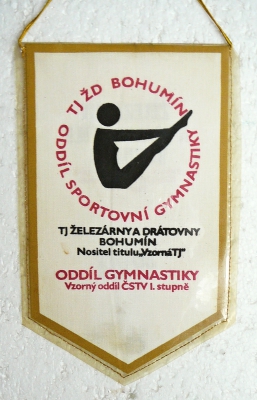 TJ ŽD BOHUMÍN
ODDÍL SPORTOVNÍ GYMNASTIKY
TJ ŽELEZÁRNY A DRÁTOVNY
BOHUMÍN
Nositel titulu „Vzorná TJ"
ODDÍL GYMNASTIKY
Vzorný oddíl ČSTV I. stupně